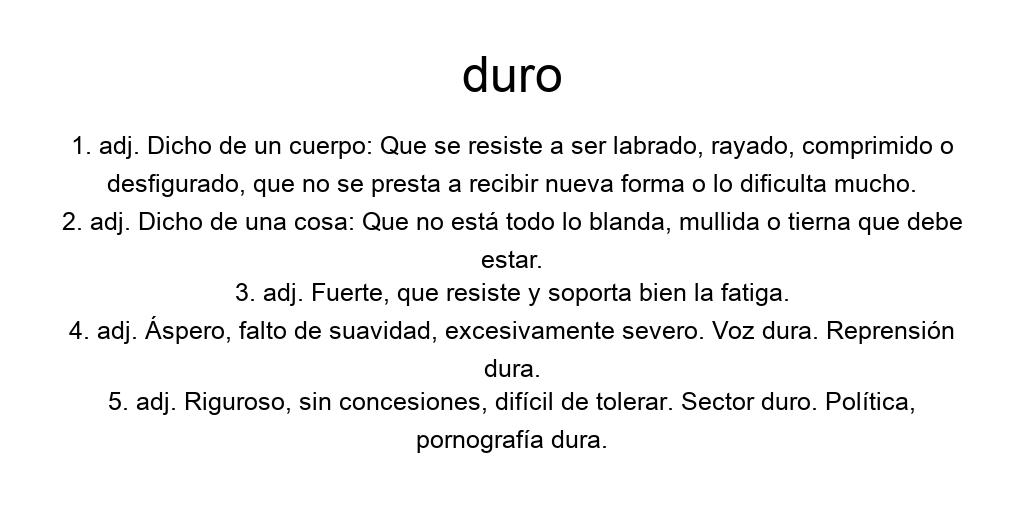 duro
1. adj. Dicho de un cuerpo: Que se resiste a ser labrado, rayado, comprimido o
desfigurado, que no se presta a recibir nueva forma o lo dificulta mucho.
2. adj. Dicho de una cosa: Que no está todo lo blanda, mullida o tierna que debe
estar.
3. adj. Fuerte, que resiste y soporta bien la fatiga.
4. adj. Áspero, falto de suavidad, excesivamente severo. Voz dura. Reprensión
dura.
5. adj. Riguroso, sin concesiones, difícil de tolerar. Sector duro. Política,
pornografía dura.